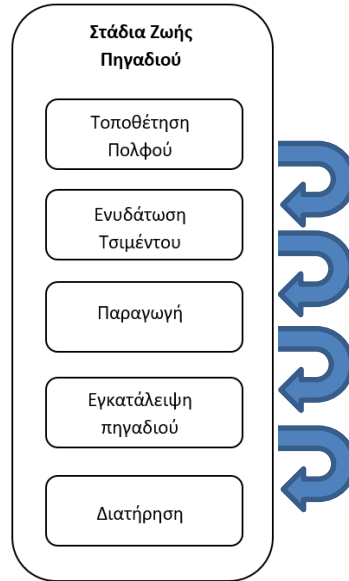 Στάδια Ζωής
Πηγαδιού
Τοποθέτηση
Πολφού
Ενυδάτωση
Τσιμέντου
Παραγωγή
Εγκατάλειψη
πηγαδιού
Διατήρηση